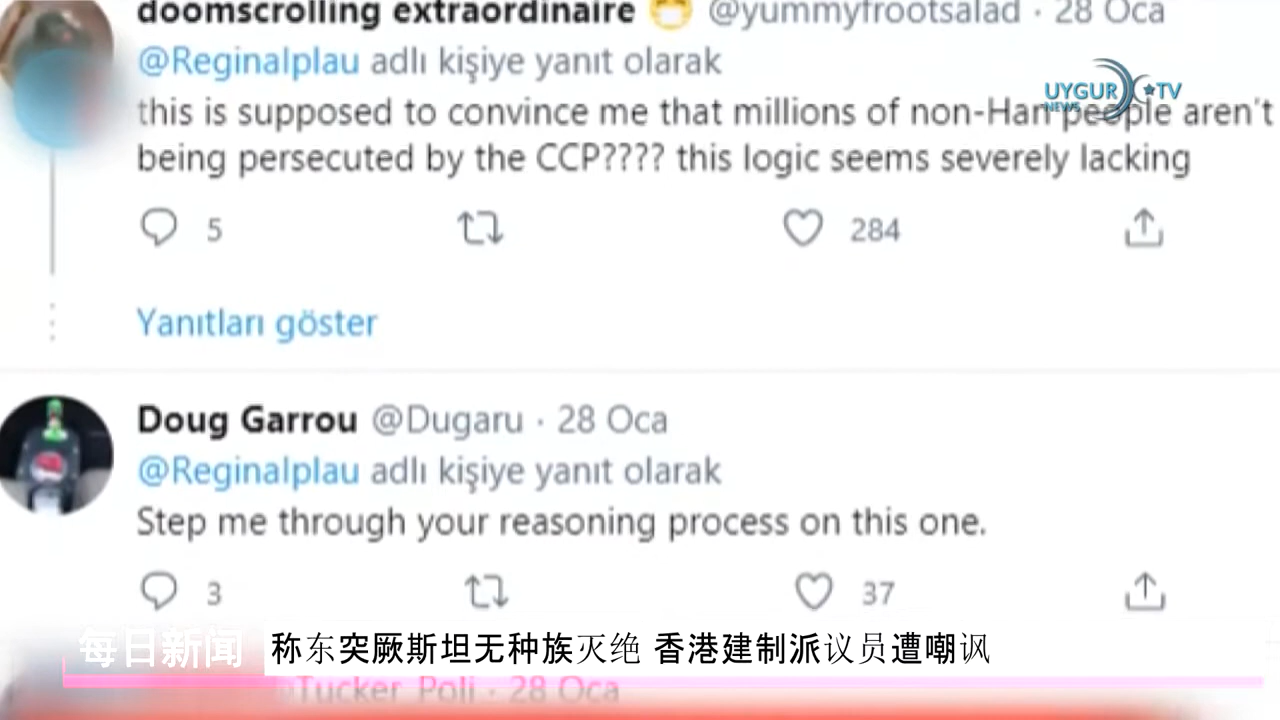 doomscrolling extraordinaire 😷 @yummyfrootsalad · 28 Oca
@Reginalplau adlı kişiye yanıt olarak
UYGUR TV
NEWS
this is supposed to convince me that millions of non-Han people aren't
being persecuted by the CCP???? this logic seems severely lacking
5 284
Yanıtları göster
Doug Garrou @Dugaru · 28 Oca
@Reginalplau adlı kişiye yanıt olarak
Step me through your reasoning process on this one.
3 37
每日新闻 称东突厥斯坦无种族灭绝 香港建制派议员遭嘲讽
@Tucker_Poli · 28 Oca